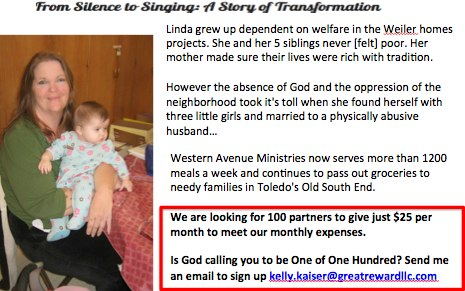 From Silence to Singing: A Story of Transformation
Linda grew up dependent on welfare in the Weiler homes
projects. She and her 5 siblings never [felt] poor. Her
mother made sure their lives were rich with tradition.
However the absence of God and the oppression of the
neighborhood took it's toll when she found herself with
three little girls and married to a physically abusive
husband…
Western Avenue Ministries now serves more than 1200
meals a week and continues to pass out groceries to
needy families in Toledo's Old South End.
We are looking for 100 partners to give just $25 per
month to meet our monthly expenses.
Is God calling you to be One of One Hundred? Send me
an email to sign up kelly.kaiser@greatrewardllc.com